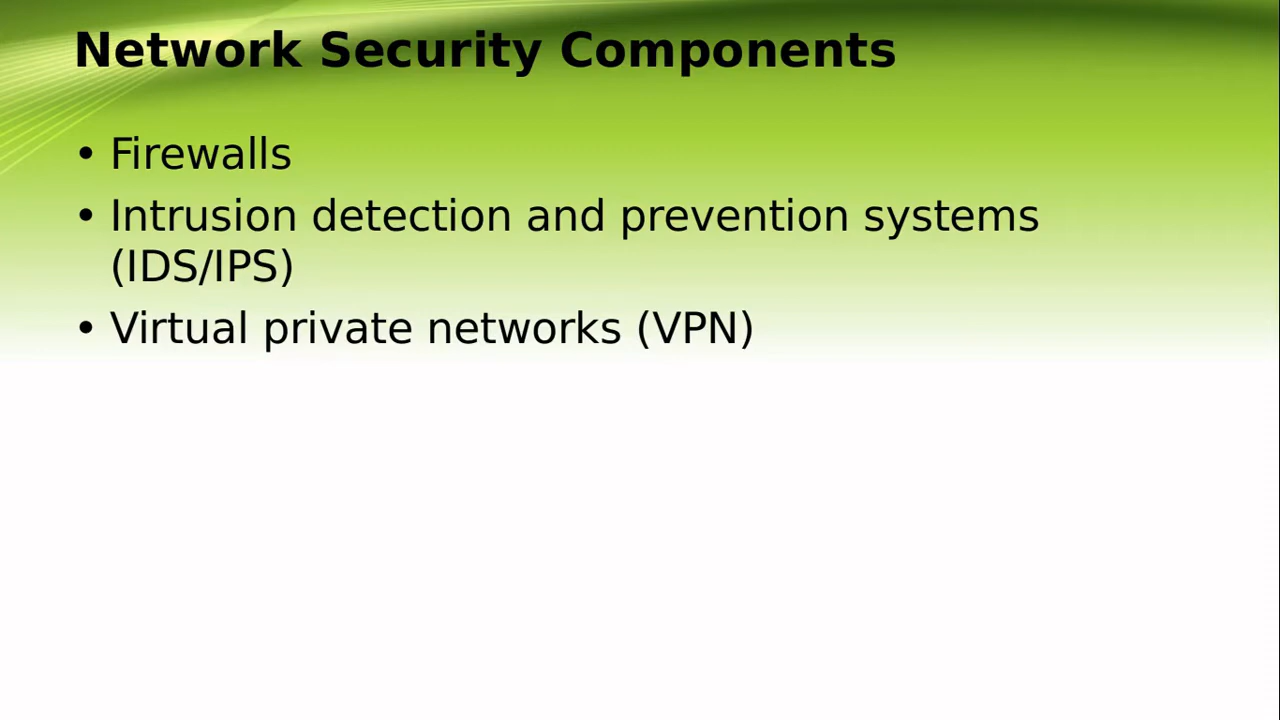 Network Security Components
• Firewalls
• Intrusion detection and prevention systems
(IDS/IPS)
• Virtual private networks (VPN)